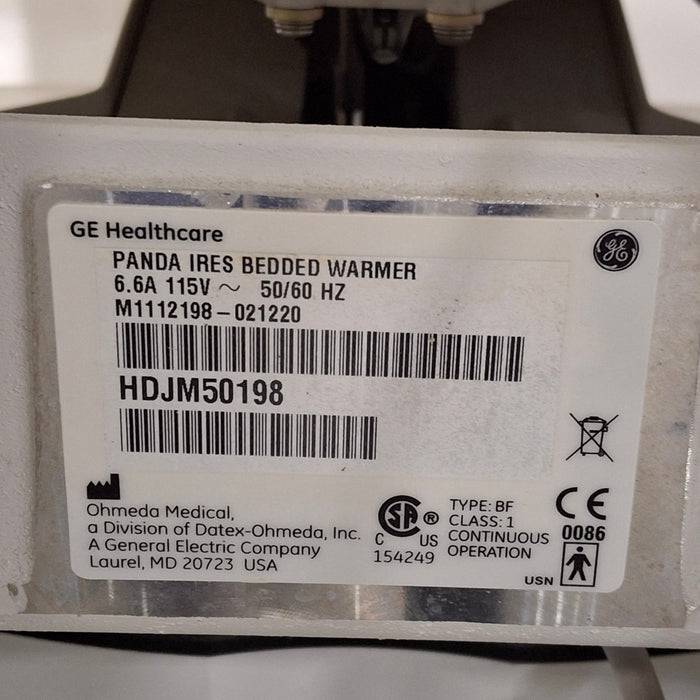 GE Healthcare
GE
PANDA IRES BEDDED WARMER
6.6A 115V ~ 50/60 HZ
M1112198-021220
HDJM50198
Ohmeda Medical,
a Division of Datex-Ohmeda, Inc.
A General Electric Company
Laurel, MD 20723 USA
SA ®
C US
154249
TYPE: BF
CLASS: 1
CONTINUOUS
OPERATION
CE
0086
USN